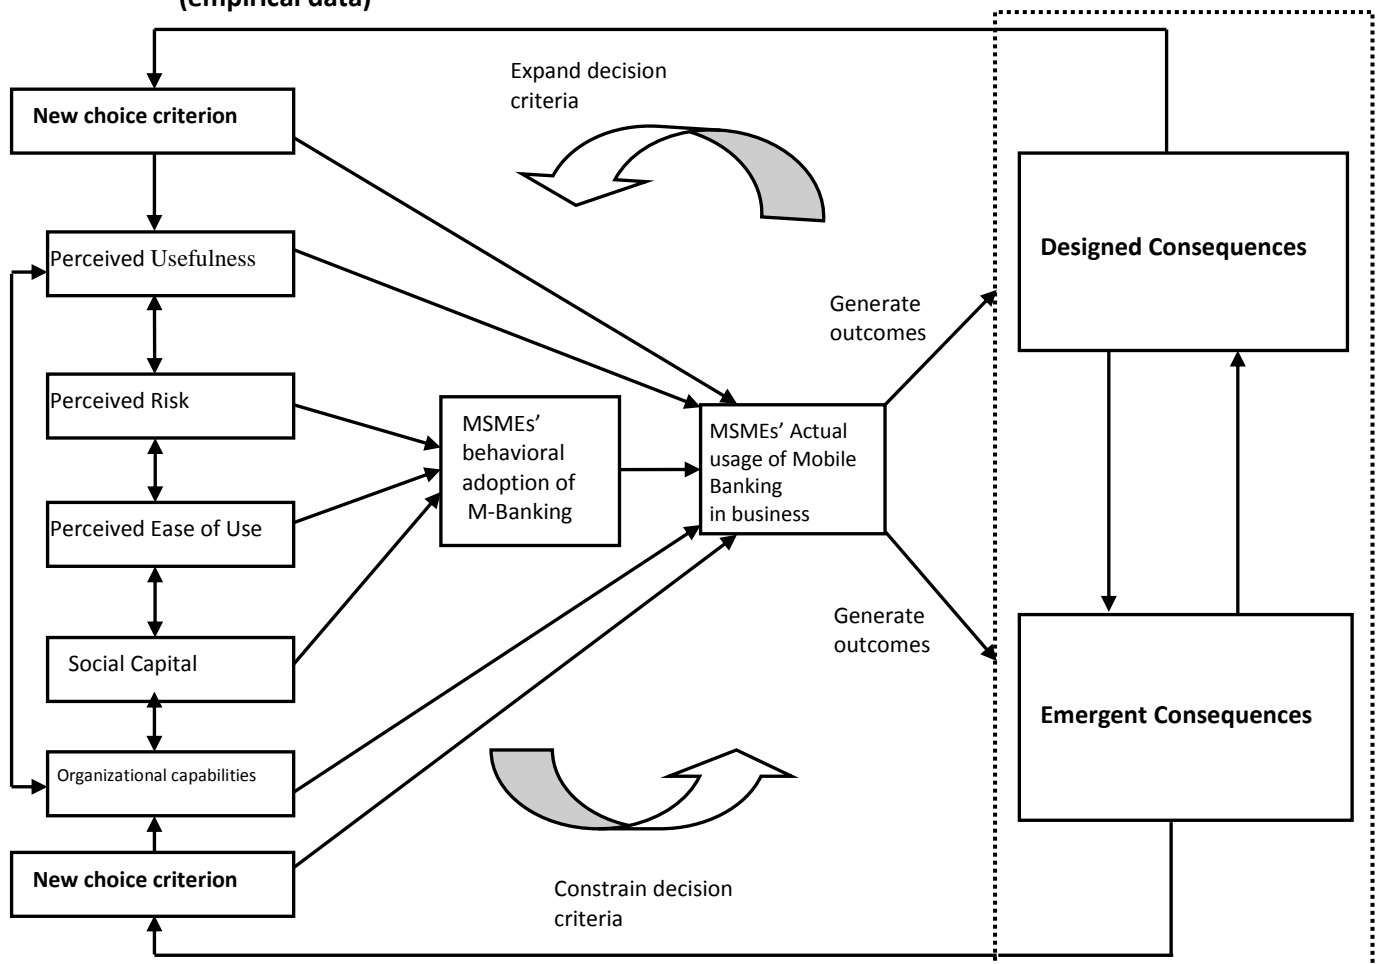 (empirical data)
Expand decision
criteria
New choice criterion
Designed Consequences
Perceived Usefulness
Generate
outcomes
Perceived Risk
MSMEs’
behavioral
adoption of
M-Banking
MSMEs’ Actual
usage of Mobile
Banking
in business
Perceived Ease of Use
Generate
outcomes
Social Capital
Emergent Consequences
Organizational capabilities
New choice criterion
Constrain decision
criteria